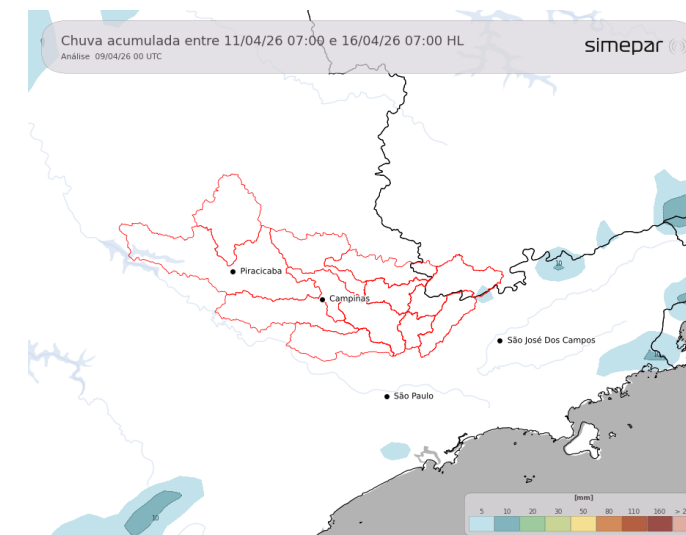 Chuva acumulada entre 11/04/26 07:00 e 16/04/26 07:00 HL
Análise 09/04/26 00 UTC
simepar
10
Piracicaba
Campinas
São José Dos Campos
São Paulo
10
[mm]
5 10 20 30 50 80 110 160